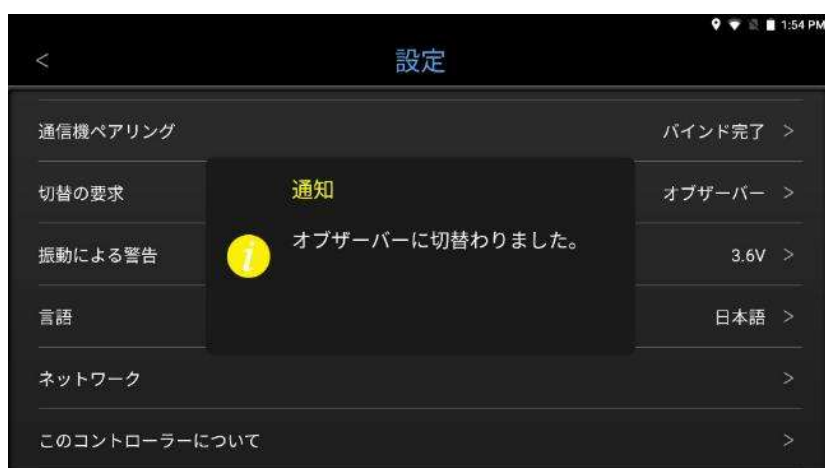 1:54 PM
<
設定
通信機ペアリング バインド完了 >
切替の要求 オブザーバー >
通知
オブザーバーに切替わりました。
i
振動による警告 3.6V >
言語 日本語 >
ネットワーク >
このコントローラーについて >